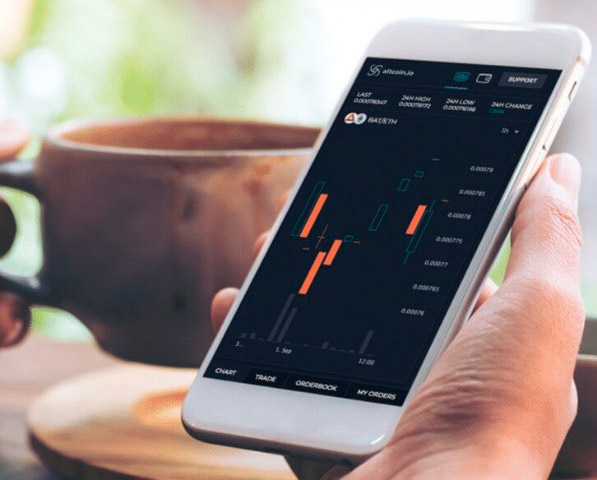 altcoin.io
SUPPORT
LAST 24H HIGH 24H LOW 24H CHANGE
0.00078347 0.00079172 0.00076198
BAT/ETH 1h
0.00079
0.000785
0.00078
0.000775
0.00077
0.000765
0.00076
1. Sep 12:00
CHART TRADE ORDERBOOK MY ORDERS